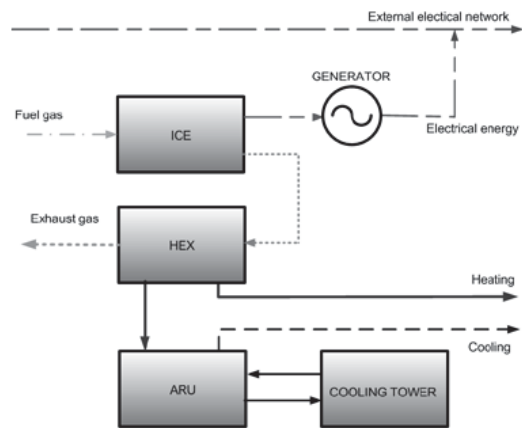 External electical network
GENERATOR
Fuel gas
ICE
Electrical energy
Exhaust gas
HEX
Heating
Cooling
ARU
COOLING TOWER